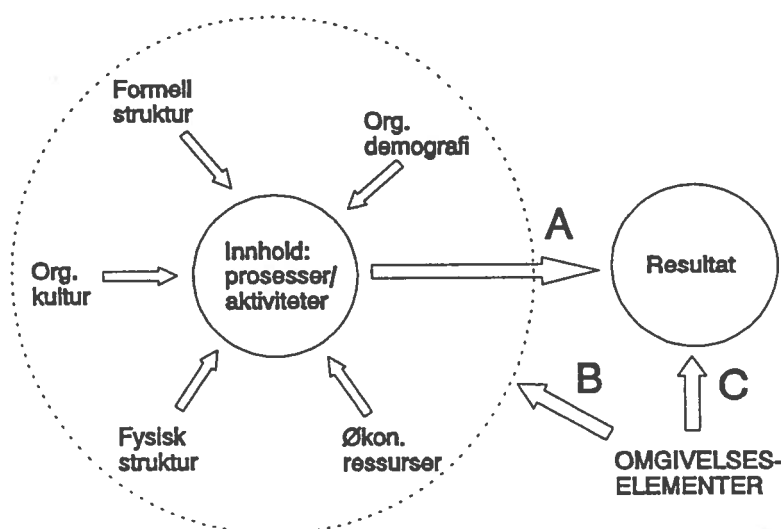 Formell
struktur
Org.
demografi
A
Org.
kultur
Innhold:
prosesser/
aktiviteter
Resultat
B
C
Fysisk
struktur
Økon.
ressurser
OMGIVELSES-
ELEMENTER